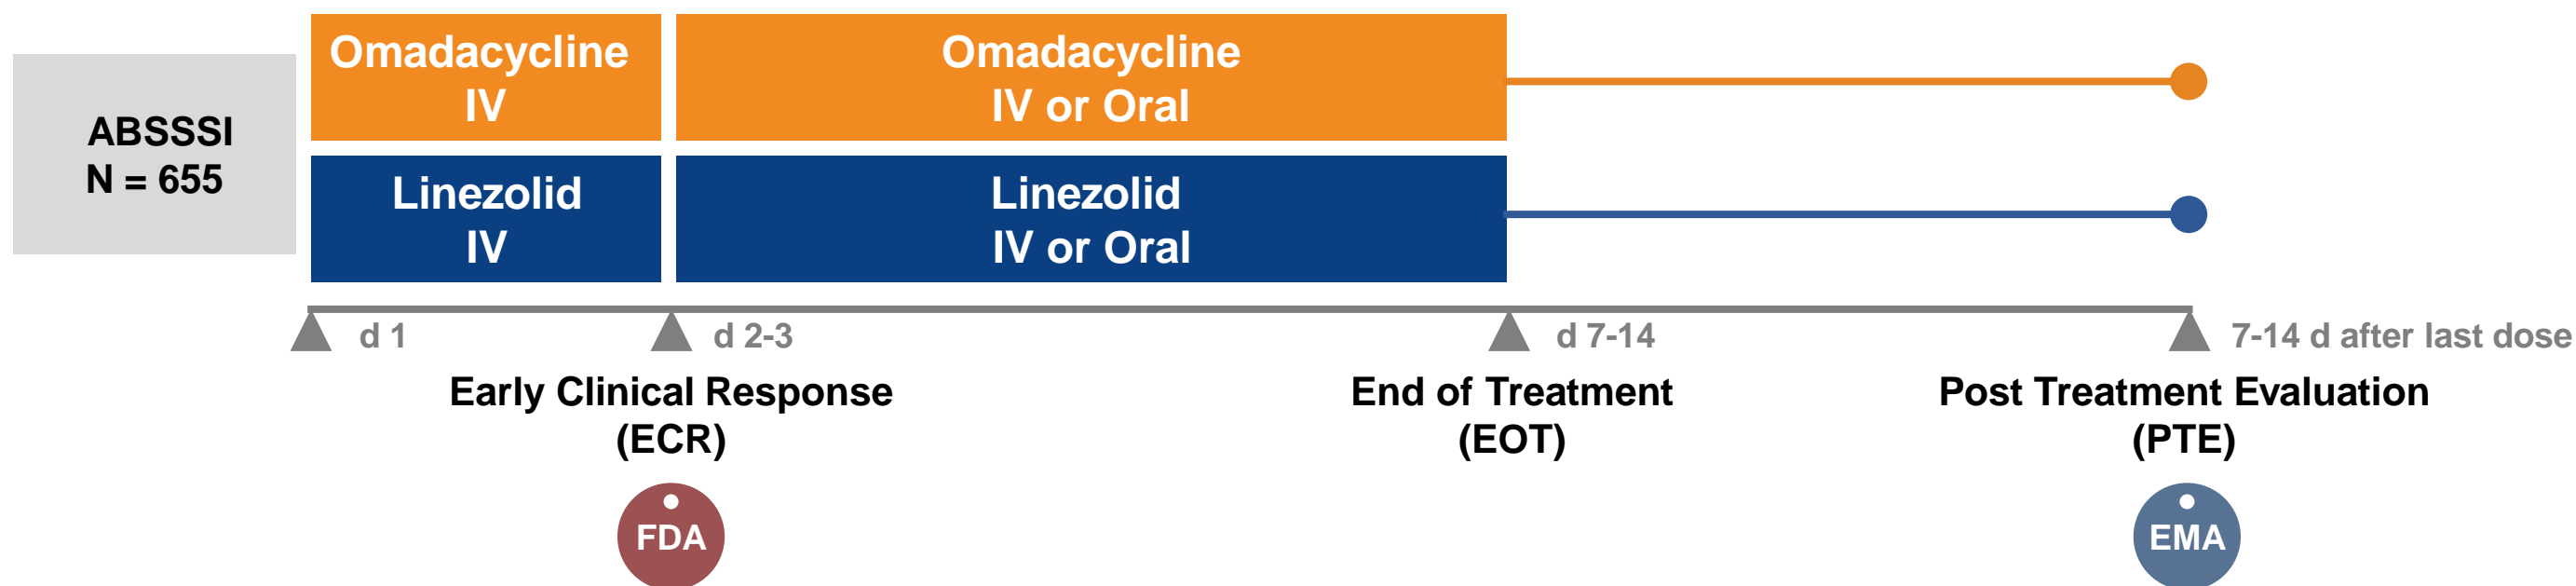 ABSSSI
N = 655
Omadacycline
IV
Omadacycline
IV or Oral
Linezolid
IV
Linezolid
IV or Oral
d 1
d 2-3
d 7-14
7-14 d after last dose
Early Clinical Response
(ECR)
End of Treatment
(EOT)
Post Treatment Evaluation
(PTE)
FDA
EMA